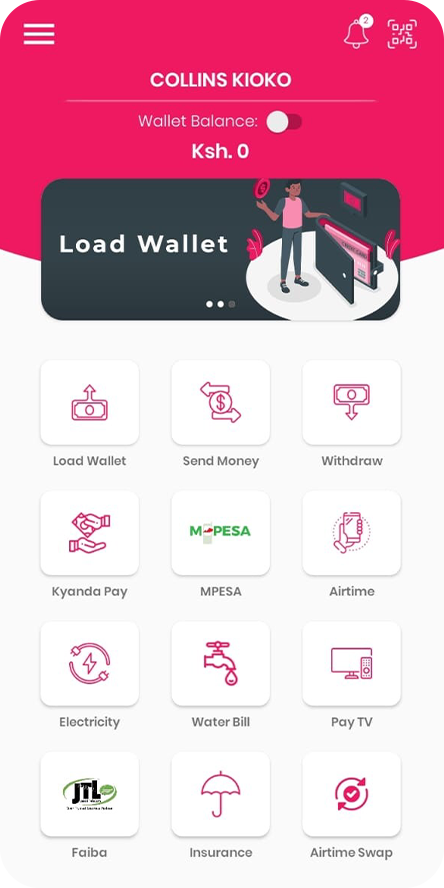 2
COLLINS KIOKO
Wallet Balance:
Ksh. 0
Load Wallet
Load Wallet
Send Money
Withdraw
Kyanda Pay
MPESA
MPESA
Airtime
Electricity
Water Bill
Pay TV
JTL
Faiba
Insurance
Airtime Swap